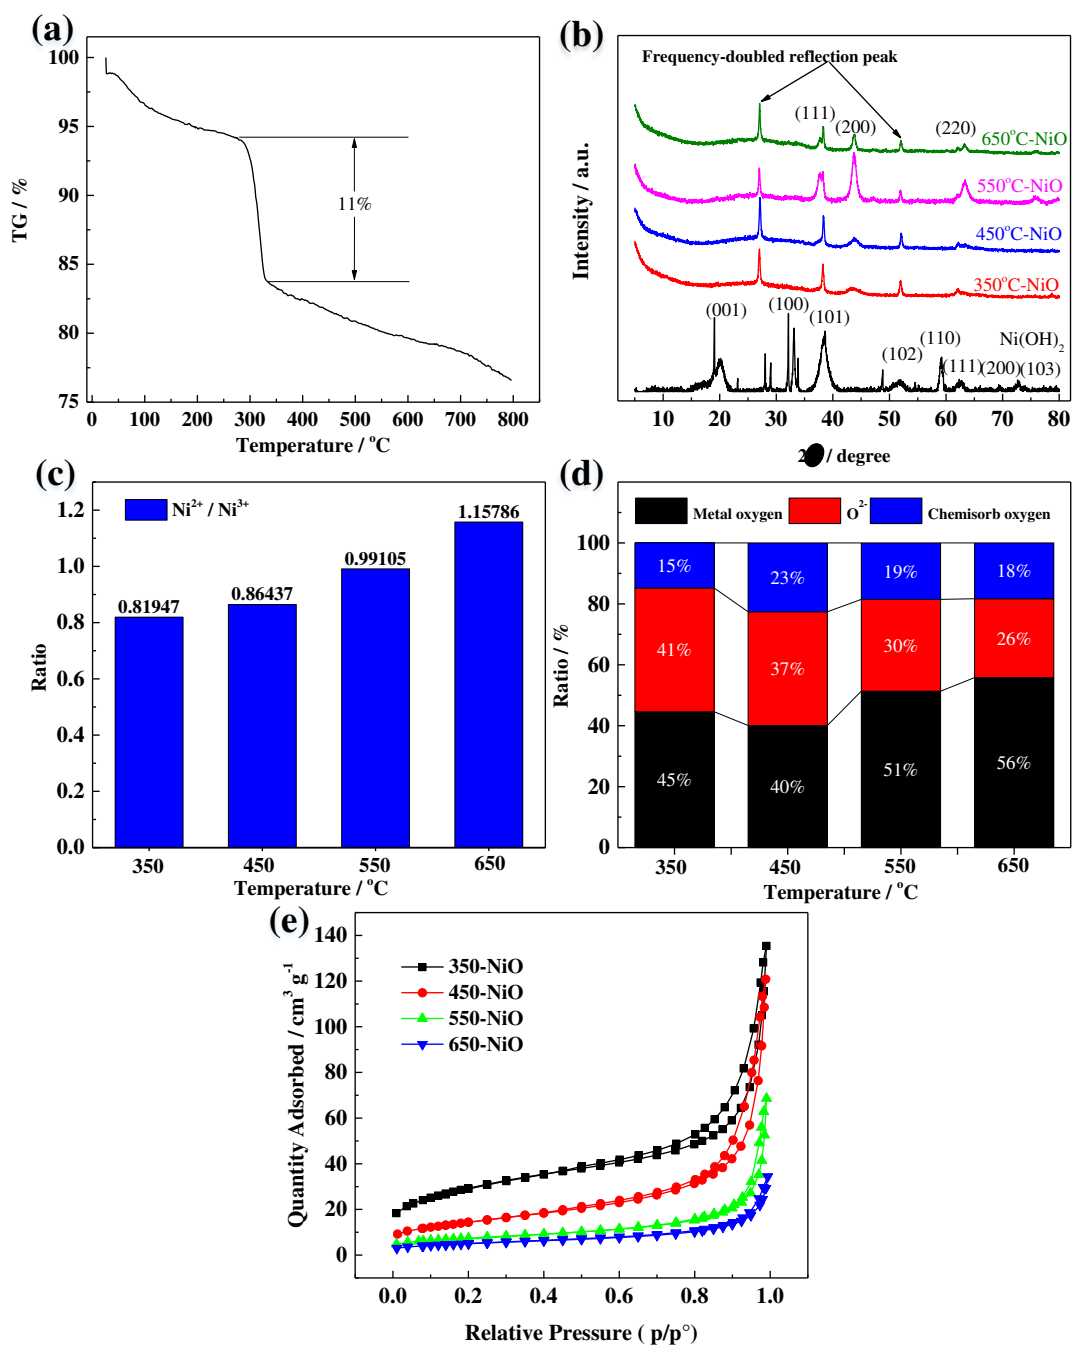 (a)
100
95
90
85
80
75
TG / %
11%
0 100 200 300 400 500 600 700 800
Temperature / °C
(b)
Frequency-doubled reflection peak
(111)
(200)
(220)
650°C-NiO
550°C-NiO
450°C-NiO
350°C-NiO
(001)
(100)
(101)
(102)
(110)
(111)
(200)
(103)
Ni(OH)₂
Intensity / a.u.
10 20 30 40 50 60 70 80
2 / degree
(c)
Ni²⁺ / Ni³⁺
1.2
1.0
0.8
0.6
0.4
0.2
0.0
Ratio
0.81947
0.86437
0.99105
1.15786
350 450 550 650
Temperature / °C
(d)
Metal oxygen O²⁻ Chemisorb oxygen
100
80
60
40
20
0
Ratio / %
15% 23% 19% 18%
41% 37% 30% 26%
45% 40% 51% 56%
350 450 550 650
Temperature / °C
(e)
140
120
100
80
60
40
20
0
Quantity Adsorbed / cm³ g⁻¹
350-NiO
450-NiO
550-NiO
650-NiO
0.0 0.2 0.4 0.6 0.8 1.0
Relative Pressure ( p/p°)